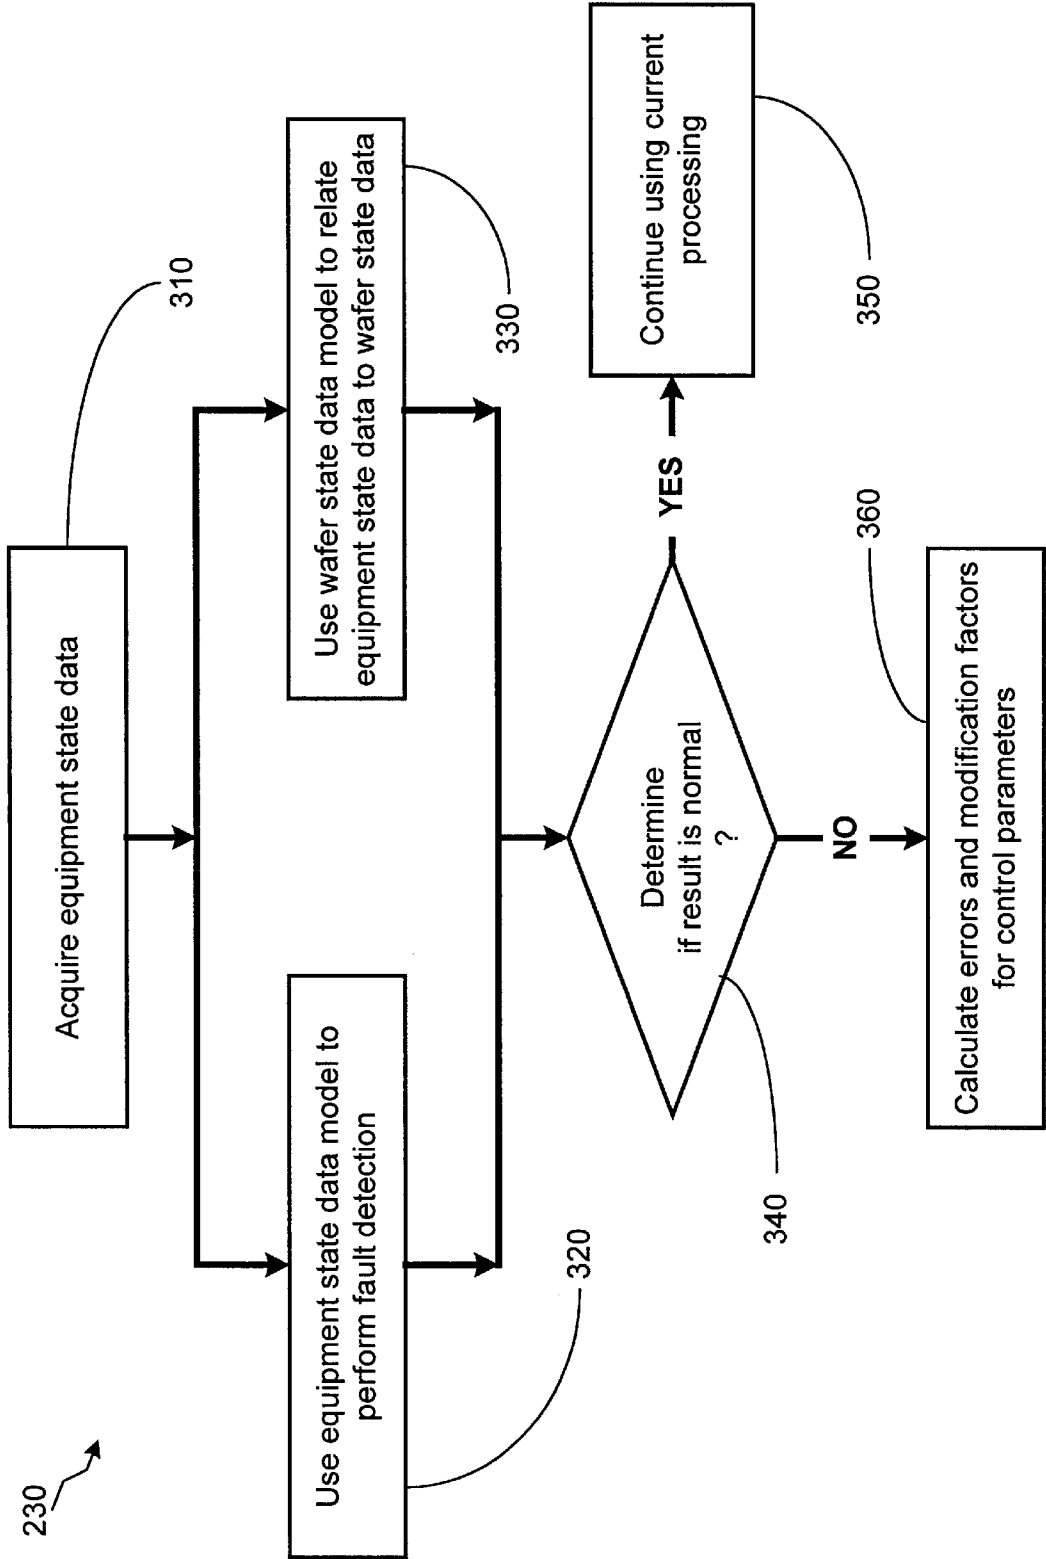 230
Acquire equipment state data
310
Use equipment state data model to
perform fault detection
320
Use wafer state data model to relate
equipment state data to wafer state data
330
Determine
if result is normal
?
340
YES
Continue using current
processing
350
NO
360
Calculate errors and modification factors
for control parameters